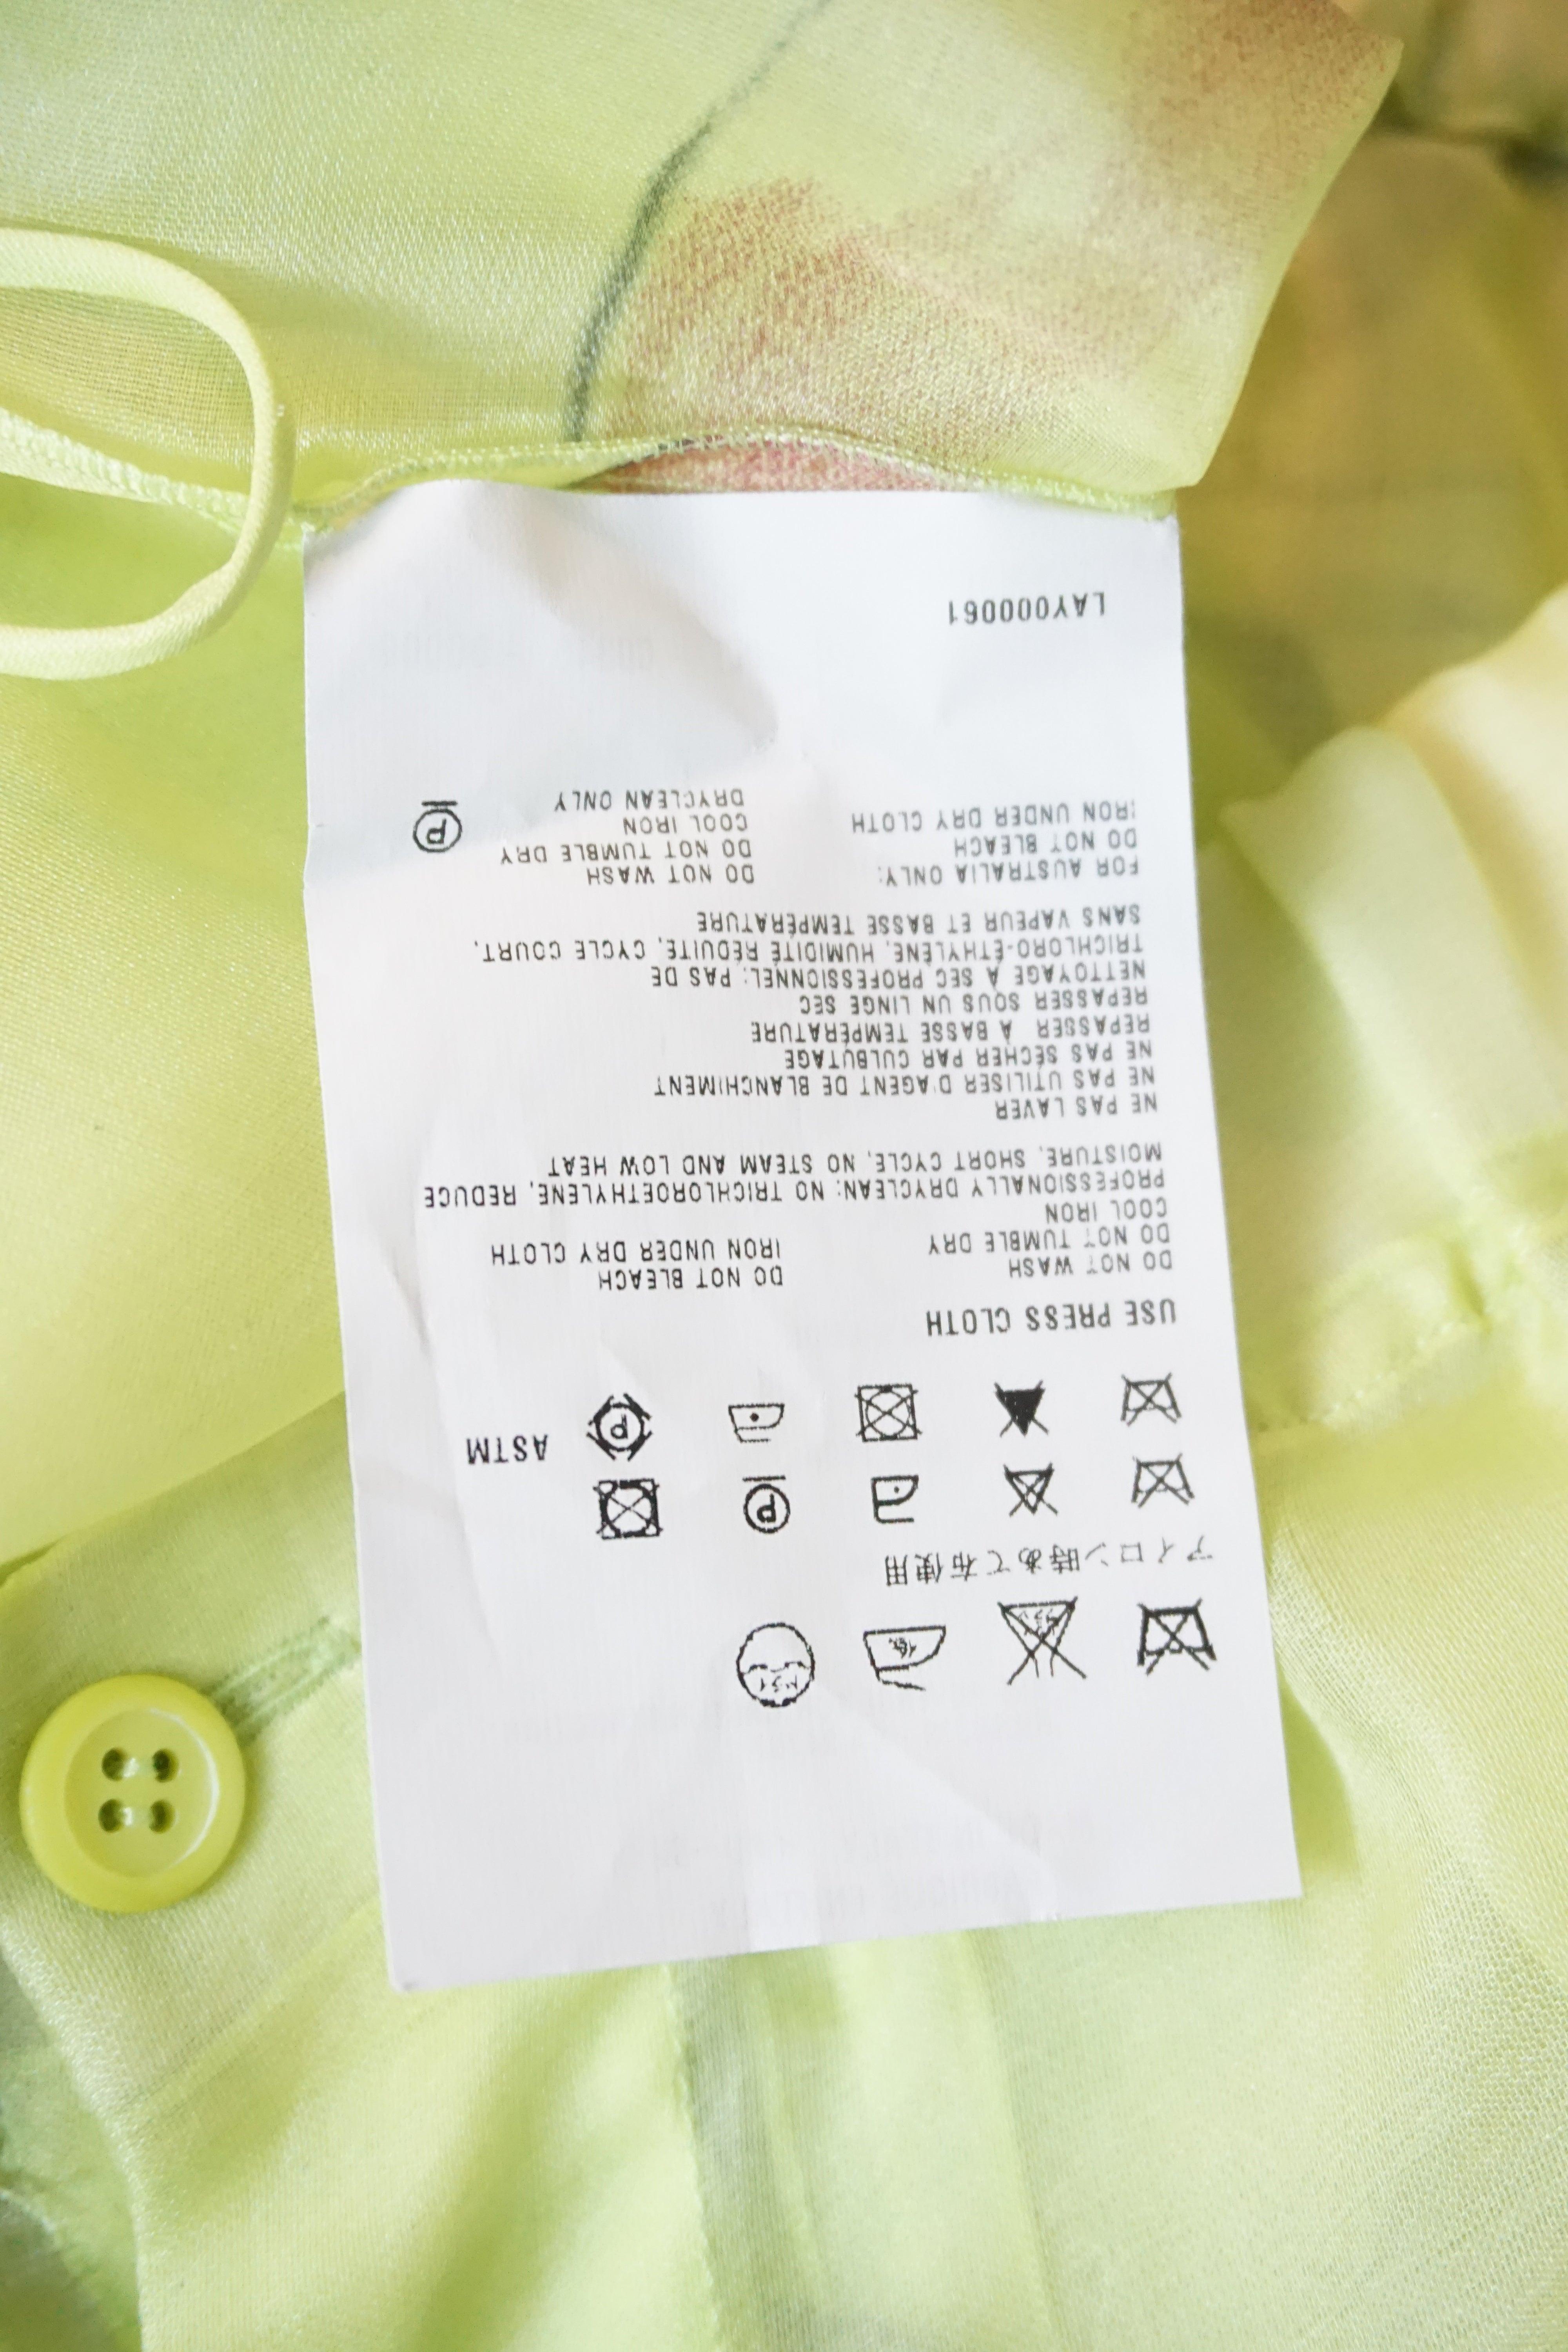 アイロン時あて布使用
ASTM
USE PRESS CLOTH
DO NOT WASH DO NOT BLEACH
DO NOT TUMBLE DRY IRON UNDER DRY CLOTH
COOL IRON
PROFESSIONALLY DRYCLEAN: NO TRICHLOROETHYLENE, REDUCE
MOISTURE, SHORT CYCLE, NO STEAM AND LOW HEAT
NE PAS LAVER
NE PAS UTILISER D'AGENT DE BLANCHIMENT
NE PAS SÉCHER PAR CULBUTAGE
REPASSER À BASSE TEMPÉRATURE
REPASSER SOUS UN LINGE SEC
NETTOYAGE À SEC PROFESSIONNEL: PAS DE
TRICHLORO-ÉTHYLÈNE, HUMIDITÉ RÉDUITE, CYCLE COURT,
SANS VAPEUR ET BASSE TEMPÉRATURE
FOR AUSTRALIA ONLY: DO NOT WASH
DO NOT BLEACH DO NOT TUMBLE DRY
IRON UNDER DRY CLOTH COOL IRON
DRYCLEAN ONLY
LAY000061